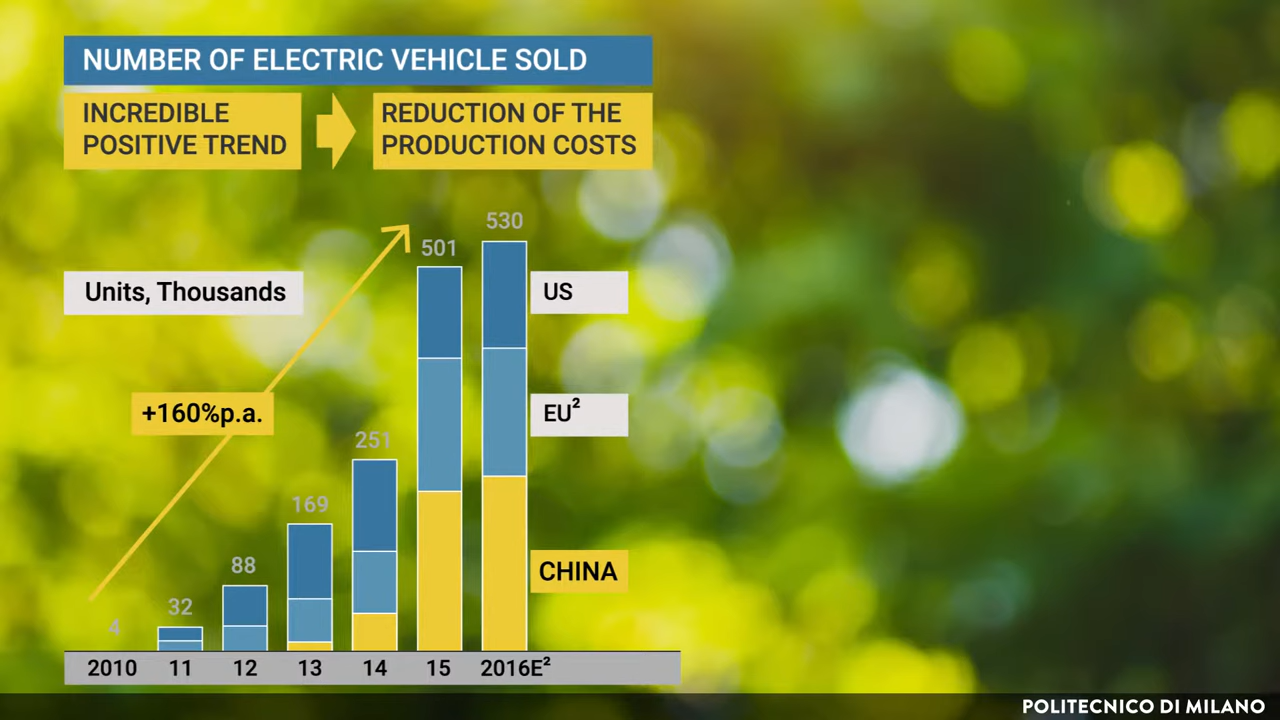 NUMBER OF ELECTRIC VEHICLE SOLD
INCREDIBLE
POSITIVE TREND
REDUCTION OF THE
PRODUCTION COSTS
530
501
Units, Thousands
US
+160%p.a.
EU²
251
169
88
CHINA
32
4
2010 11 12 13 14 15 2016E²
POLITECNICO DI MILANO